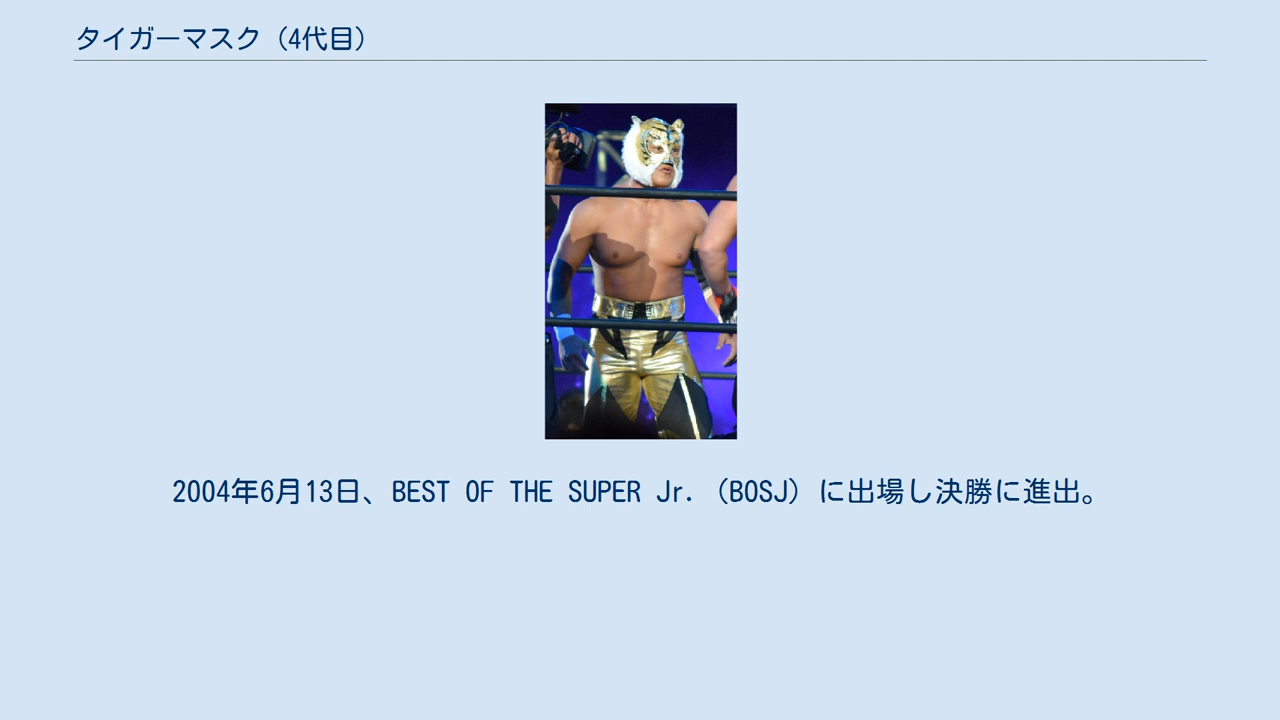 タイガーマスク（4代目）
2004年6月13日、BEST OF THE SUPER Jr.（BOSJ）に出場し決勝に進出。